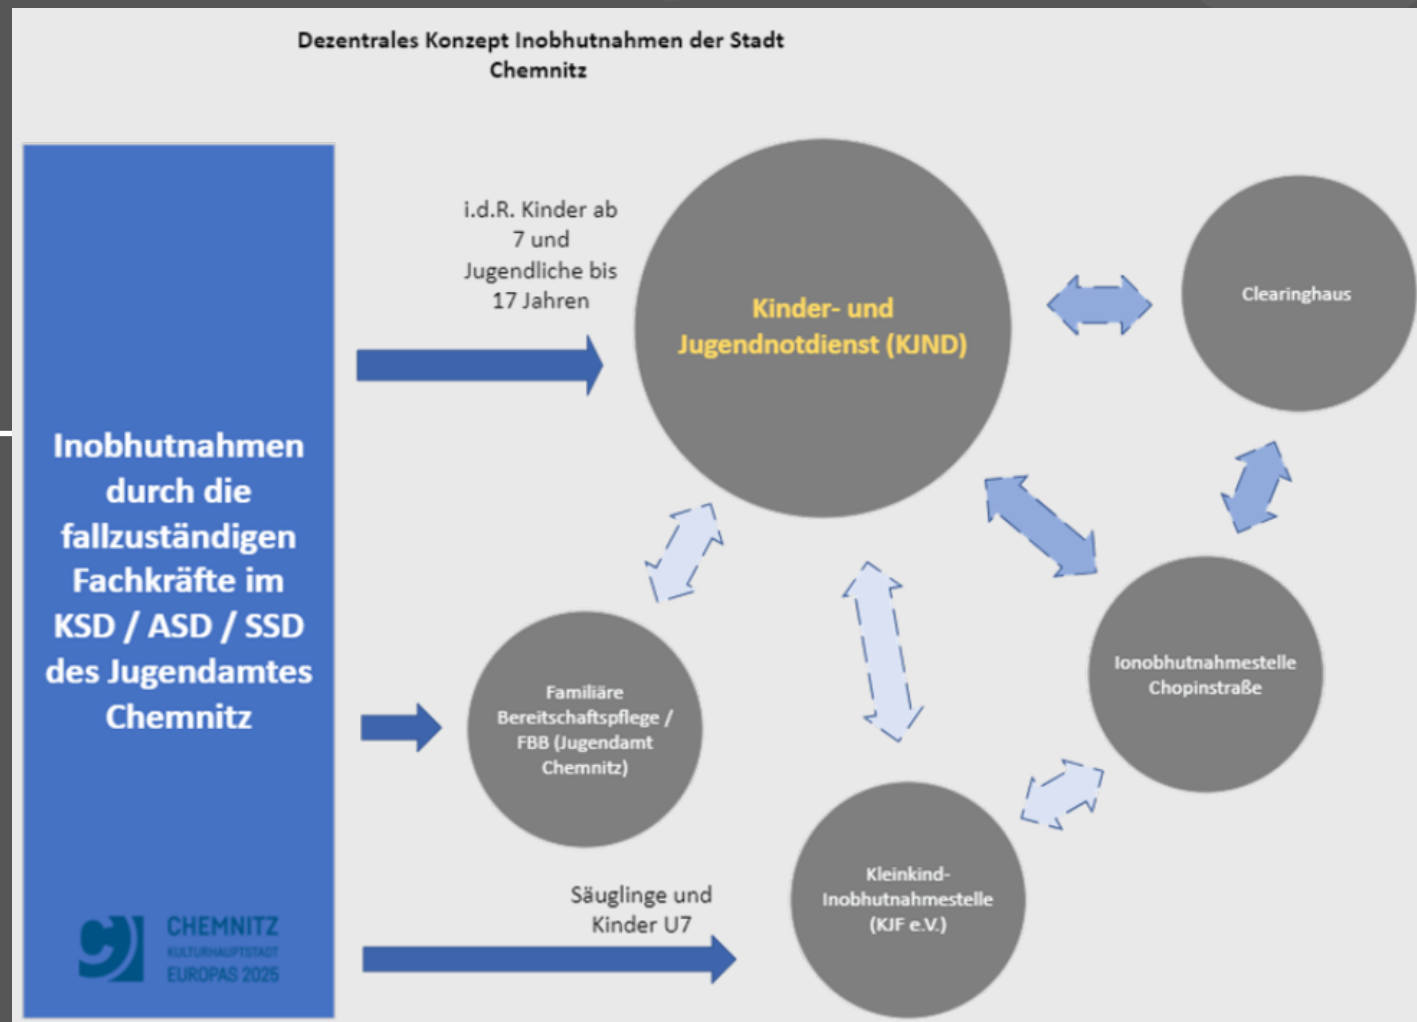 Dezentrales Konzept Inobhutnahmen der Stadt
Chemnitz
i.d.R. Kinder ab
7 und
Jugendliche bis
17 Jahren
Kinder- und
Jugendnotdienst (KJND)
Clearinghaus
Inobhutnahmen
durch die
fallzuständigen
Fachkräfte im
KSD / ASD / SSD
des Jugendamtes
Chemnitz
Familiäre
Bereitschaftspflege /
FBB (Jugendamt
Chemnitz)
Ionobhutnahmestelle
Chopinstraße
Säuglinge und
Kinder U7
Kleinkind-
Inobhutnahmestelle
(KJF e.V.)
CHEMNITZ
KULTURHAUPTSTADT
EUROPAS 2025